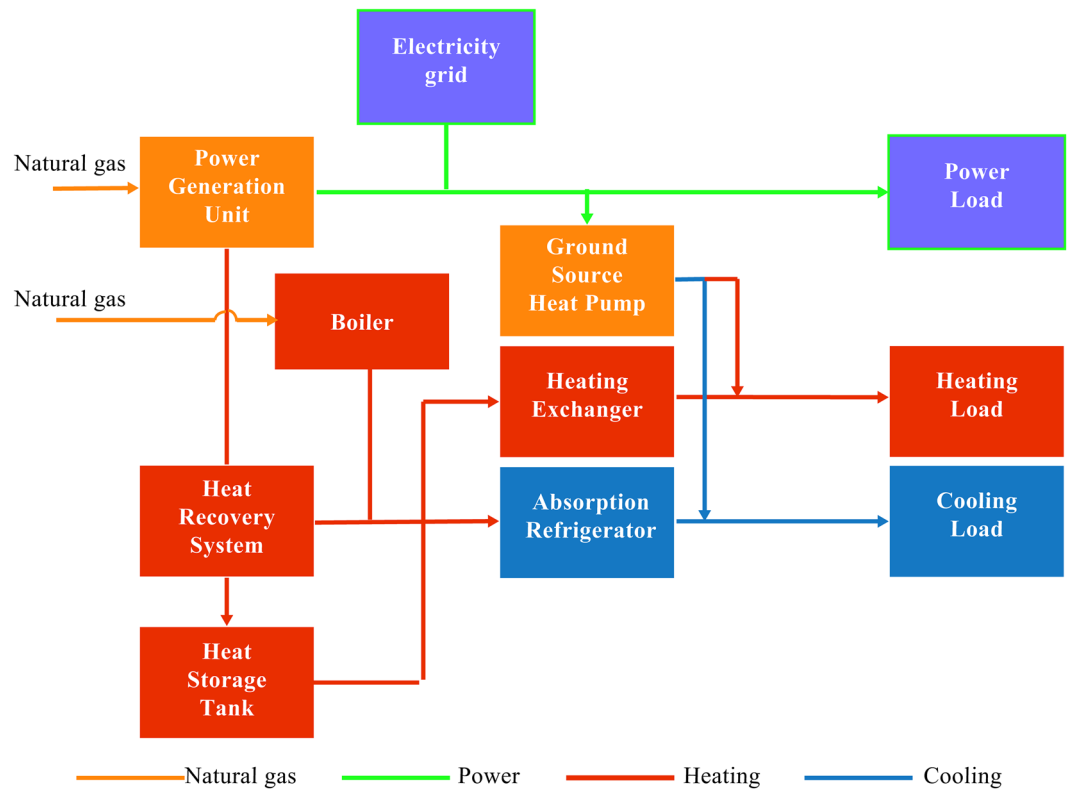 Electricity
grid
Natural gas
Power
Generation
Unit
Power
Load
Ground
Source
Heat Pump
Natural gas
Boiler
Heating
Exchanger
Heating
Load
Heat
Recovery
System
Absorption
Refrigerator
Cooling
Load
Heat
Storage
Tank
Natural gas
Power
Heating
Cooling